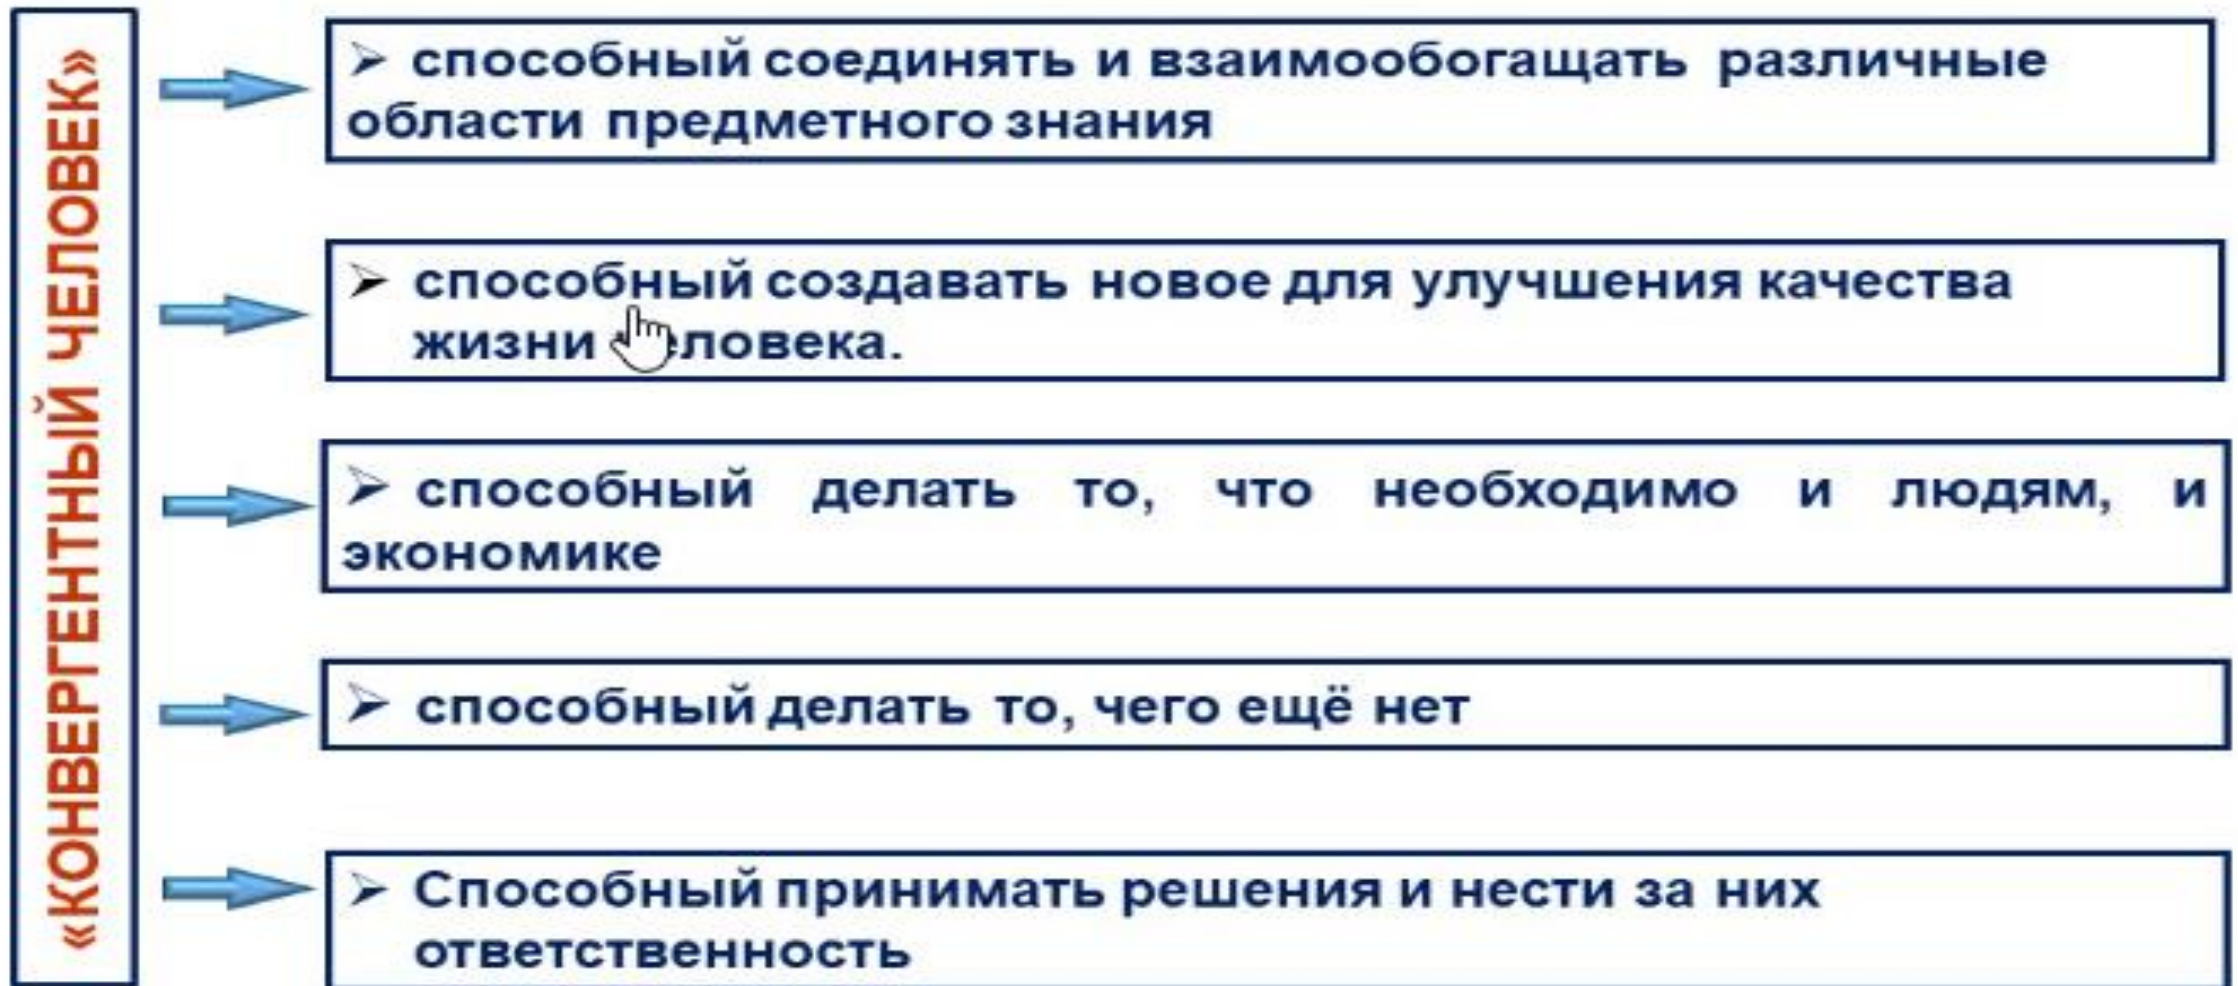 «КОНВЕРГЕНТНЫЙ ЧЕЛОВЕК»
➢ способный соединять и взаимообогащать различные
области предметного знания
➢ способный создавать новое для улучшения качества
жизни человека.
➢ способный делать то, что необходимо и людям, и
экономике
➢ способный делать то, чего ещё нет
➢ Способный принимать решения и нести за них
ответственность